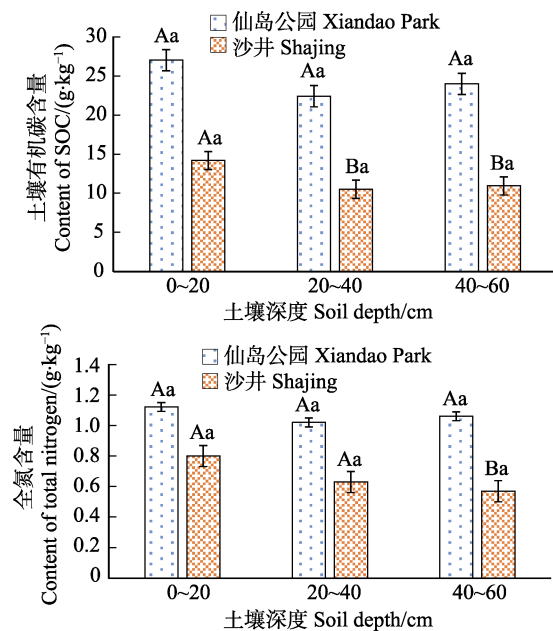 仙岛公园 Xiandao Park
沙井 Shajing
土壤有机碳含量
Content of SOC/(g·kg⁻¹)
30
25
20
15
10
5
0
Aa
Aa
Aa
Ba
Aa
Ba
0~20
20~40
40~60
土壤深度 Soil depth/cm
仙岛公园 Xiandao Park
沙井 Shajing
全氮含量
Content of total nitrogen/(g·kg⁻¹)
1.4
1.2
1.0
0.8
0.6
0.4
0.2
0
Aa
Aa
Aa
Aa
Aa
Ba
0~20
20~40
40~60
土壤深度 Soil depth/cm